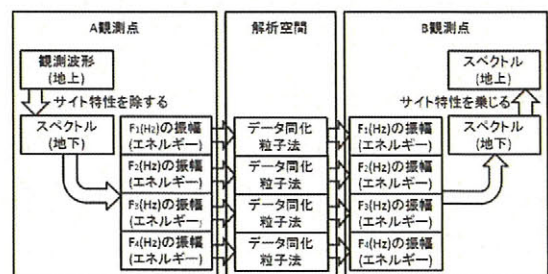 A観測点
解析空間
B観測点
観測波形
(地上)
サイト特性を除する
スペクトル
(地下)
F₁(Hz)の振幅
(エネルギー)
F₂(Hz)の振幅
(エネルギー)
F₃(Hz)の振幅
(エネルギー)
F₄(Hz)の振幅
(エネルギー)
データ同化
粒子法
データ同化
粒子法
データ同化
粒子法
データ同化
粒子法
F₁(Hz)の振幅
(エネルギー)
F₂(Hz)の振幅
(エネルギー)
F₃(Hz)の振幅
(エネルギー)
F₄(Hz)の振幅
(エネルギー)
スペクトル
(地上)
サイト特性を乗じる
スペクトル
(地下)